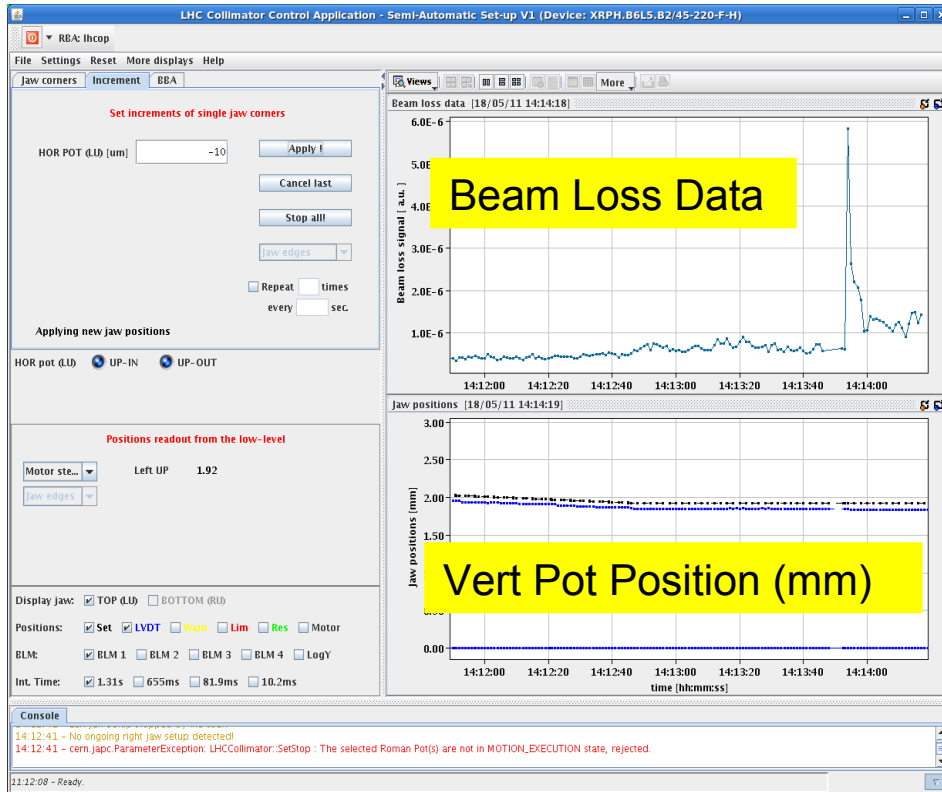 LHC Collimator Control Application - Semi-Automatic Set-up V1 (Device: XRPH.B6L5.B2/45-220-F-H)
RBA: lhcop
File Settings Reset More displays Help
Jaw corners Increment BBA
Set increments of single jaw corners
HOR POT (LU) [um] -10 Apply !
Cancel last
Stop all!
Jaw edges
Repeat times
every sec.
Applying new jaw positions
HOR pot (LU) UP-IN UP-OUT
Positions readout from the low-level
Motor ste... Left UP 1.92
Jaw edges
Display jaw: TOP (LU) BOTTOM (RU)
Positions: Set LVDT Warn Lim Res Motor
BLM: BLM 1 BLM 2 BLM 3 BLM 4 LogY
Int. Time: 1.31s 655ms 81.9ms 10.2ms
Views More
Beam loss data [18/05/11 14:14:18]
6.0E-6
4.0E-6
3.0E-6
2.0E-6
1.0E-6
Beam loss signal [ a.u. ]
Beam Loss Data
14:12:00 14:12:20 14:12:40 14:13:00 14:13:20 14:13:40 14:14:00
Jaw positions [18/05/11 14:14:19]
3.00
2.50
2.00
1.50
0.00
Jaw positions [mm]
Vert Pot Position (mm)
14:12:00 14:12:20 14:12:40 14:13:00 14:13:20 14:13:40 14:14:00
time [hh:mm:ss]
Console
14:12:41 - No ongoing right jaw setup detected!
14:12:41 - cern.japc.ParameterException: LHCCollimator::SetStop : The selected Roman Pot(s) are not in MOTION_EXECUTION state, rejected.
11:12:08 - Ready.